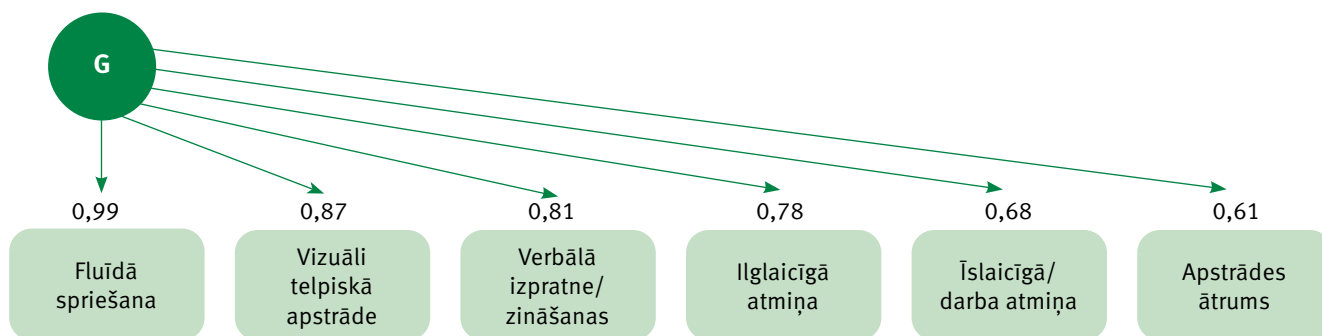 G
0,99
0,87
0,81
0,78
0,68
0,61
Fluīdā
spriešana
Vizuāli
telpiskā
apstrāde
Verbālā
izpratne/
zināšanas
Ilglaicīgā
atmiņa
Īslaicīgā/
darba atmiņa
Apstrādes
ātrums